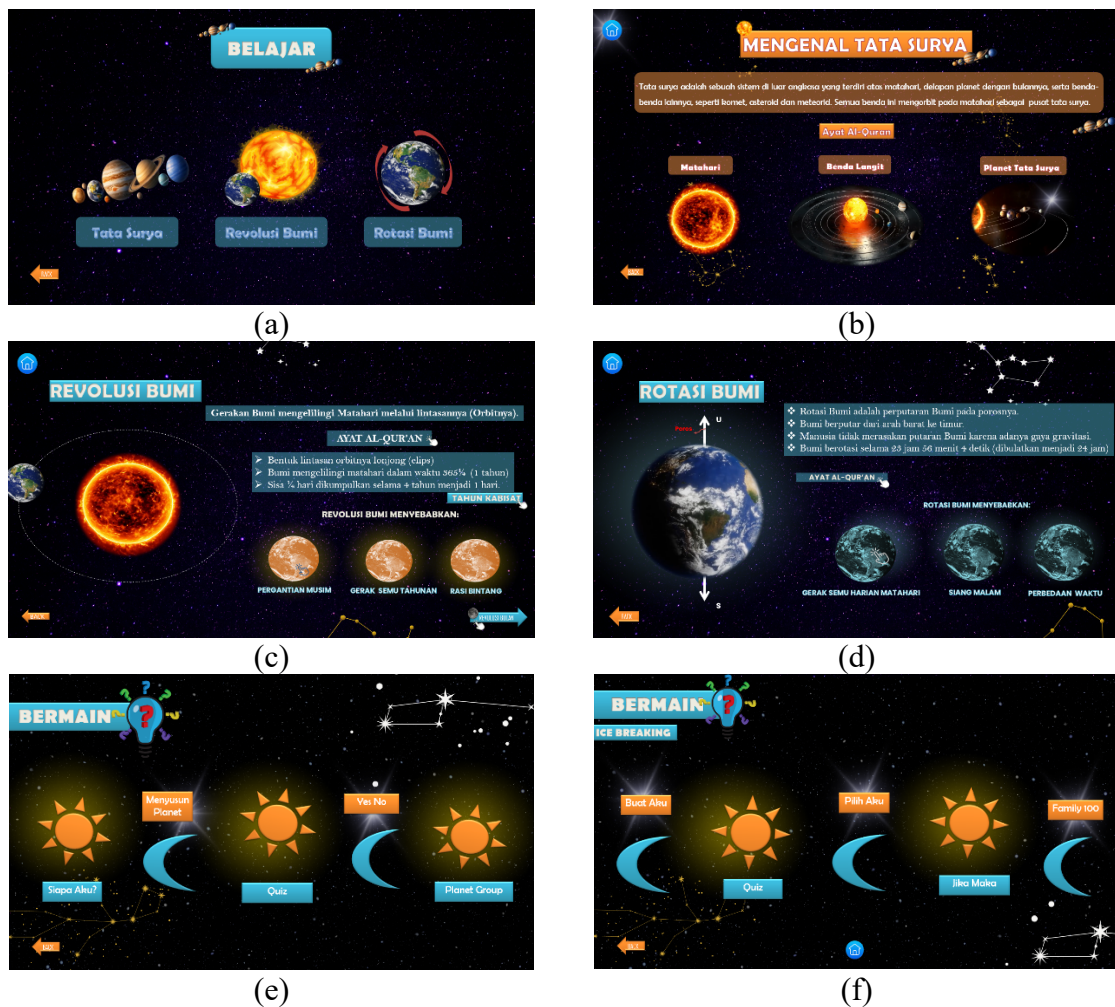 BELAJAR
Tata Surya
Revolusi Bumi
Rotasi Bumi
BACK
(a)
MENGENAL TATA SURYA
Tata surya adalah sebuah sistem di luar angkasa yang terdiri atas matahari, delapan planet dengan bulannya, serta benda-
benda lainnya, seperti komet, asteroid dan meteorid. Semua benda ini mengorbit pada matahari sebagai pusat tata surya.
Ayat Al-Quran
Matahari
Benda Langit
Planet Tata Surya
BACK
(b)
REVOLUSI BUMI
Gerakan Bumi mengelilingi Matahari melalui lintasannya (Orbitnya).
AYAT AL-QUR'AN
➢ Bentuk lintasan orbitnya lonjong (elips)
➢ Bumi mengelilingi matahari dalam waktu 365¼ (1 tahun)
➢ Sisa ¼ hari dikumpulkan selama 4 tahun menjadi 1 hari.
TAHUN KABISAT
REVOLUSI BUMI MENYEBABKAN:
PERGANTIAN MUSIM
GERAK SEMU TAHUNAN
RASI BINTANG
BACK
(c)
ROTASI BUMI
Poros
U
S
❖ Rotasi Bumi adalah perputaran Bumi pada porosnya.
❖ Bumi berputar dari arah barat ke timur.
❖ Manusia tidak merasakan putaran Bumi karena adanya gaya gravitasi.
❖ Bumi berotasi selama 23 jam 56 menit 4 detik (dibulatkan menjadi 24 jam)
AYAT AL-QUR'AN
ROTASI BUMI MENYEBABKAN:
GERAK SEMU HARIAN MATAHARI
SIANG MALAM
PERBEDAAN WAKTU
BACK
(d)
BERMAIN
Menyusun
Planet
Yes No
Siapa Aku?
Quiz
Planet Group
BACK
(e)
BERMAIN
ICE BREAKING
Buat Aku
Pilih Aku
Family 100
Quiz
Jika Maka
BACK
(f)